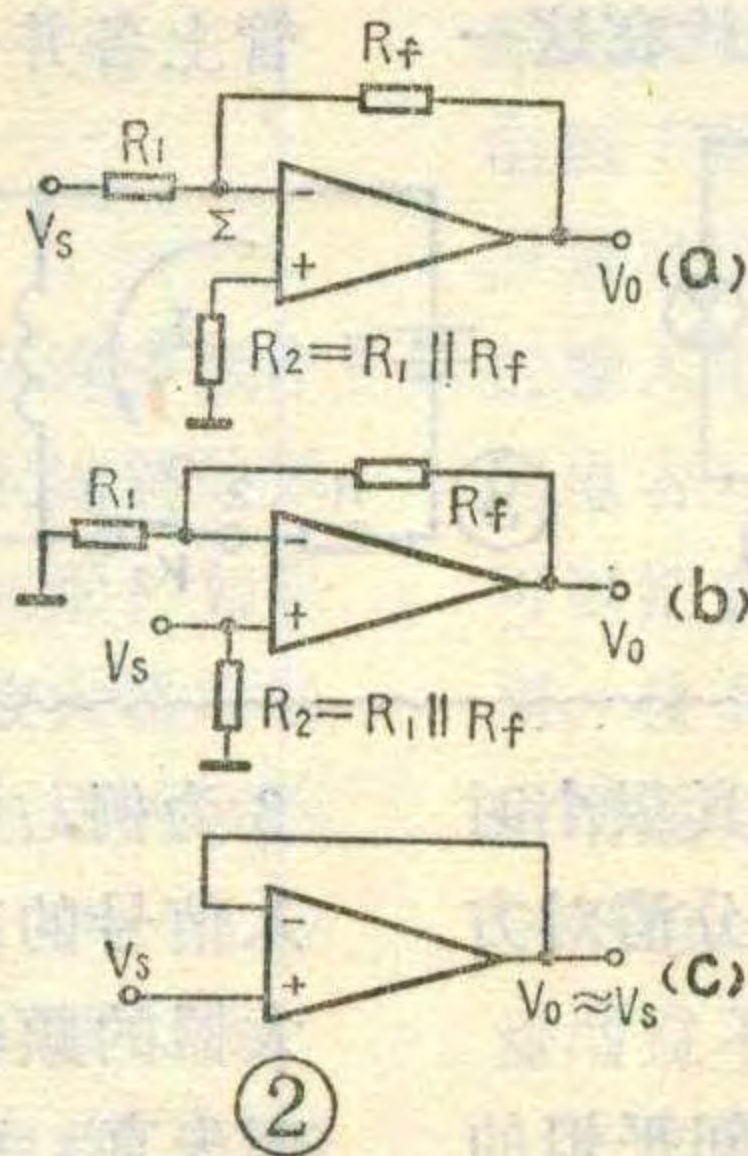 Rf
R1
Vs
Σ
-
+
Vo (a)
R2=R1 || Rf
R1
Rf
-
+
Vs
Vo (b)
R2=R1 || Rf
Vs
-
+
Vo≈Vs (c)
②